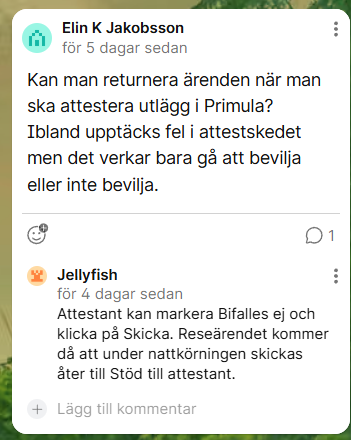 Elin K Jakobsson
för 5 dagar sedan
Kan man returnera ärenden när man
ska attestera utlägg i Primula?
Ibland upptäcks fel i attestskedet
men det verkar bara gå att bevilja
eller inte bevilja.
1
Jellyfish
för 4 dagar sedan
Attestant kan markera Bifalles ej och
klicka på Skicka. Reseärendet kommer
då att under nattkörningen skickas
åter till Stöd till attestant.
Lägg till kommentar